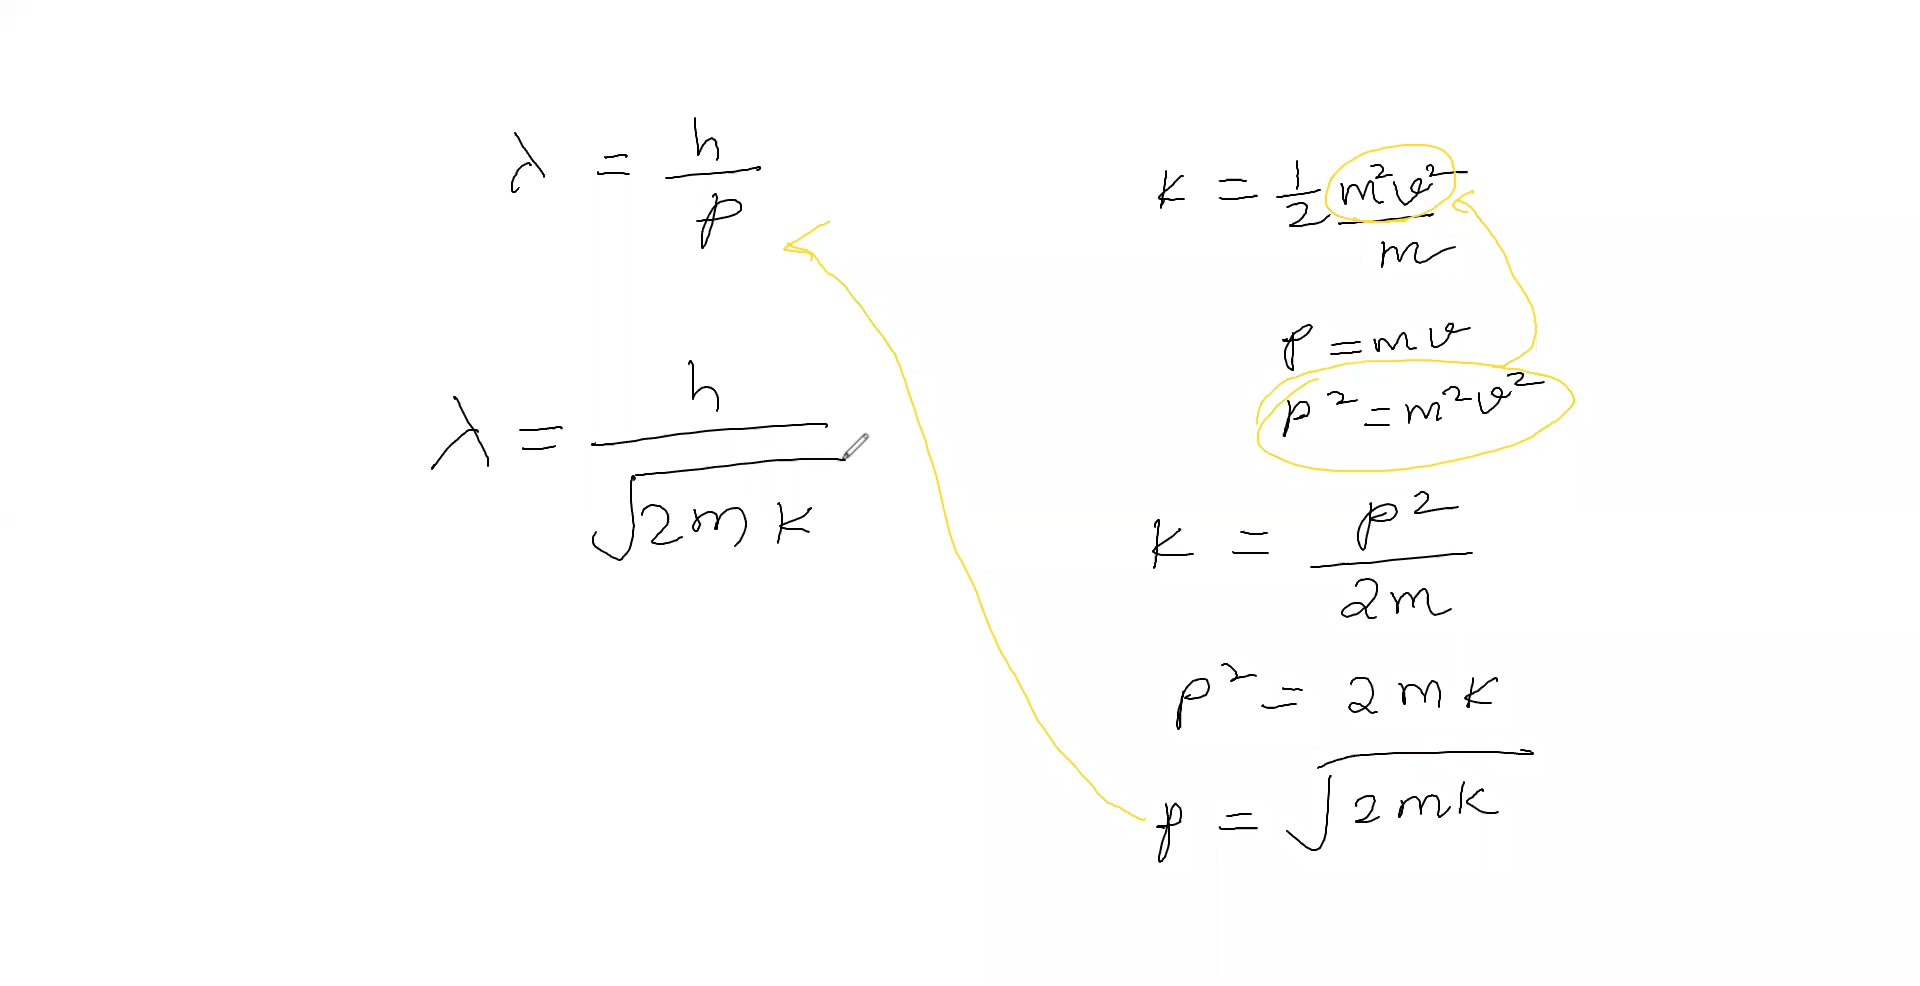 λ = h/p
λ = h/√(2mk)
k = 1/2 m²v²/m
p = mv
p² = m²v²
k = p²/2m
p² = 2mk
p = √(2mk)